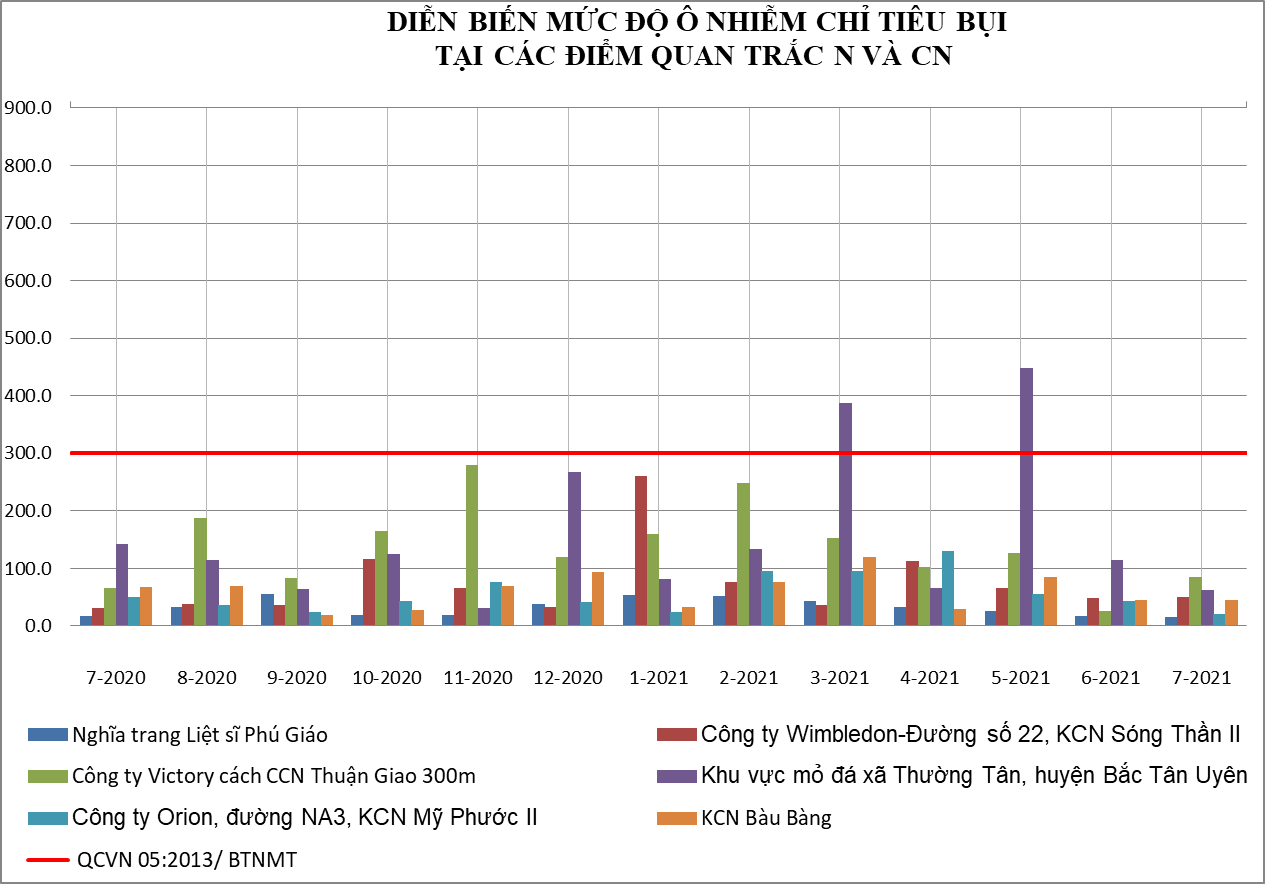 DIỄN BIẾN MỨC ĐỘ Ô NHIỄM CHỈ TIÊU BỤI
TẠI CÁC ĐIỂM QUAN TRẮC N VÀ CN
900.0
800.0
700.0
600.0
500.0
400.0
300.0
200.0
100.0
0.0
7-2020 8-2020 9-2020 10-2020 11-2020 12-2020 1-2021 2-2021 3-2021 4-2021 5-2021 6-2021 7-2021
Nghĩa trang Liệt sĩ Phú Giáo
Công ty Wimbledon-Đường số 22, KCN Sóng Thần II
Công ty Victory cách CCN Thuận Giao 300m
Khu vực mỏ đá xã Thường Tân, huyện Bắc Tân Uyên
Công ty Orion, đường NA3, KCN Mỹ Phước II
KCN Bàu Bàng
QCVN 05:2013/ BTNMT